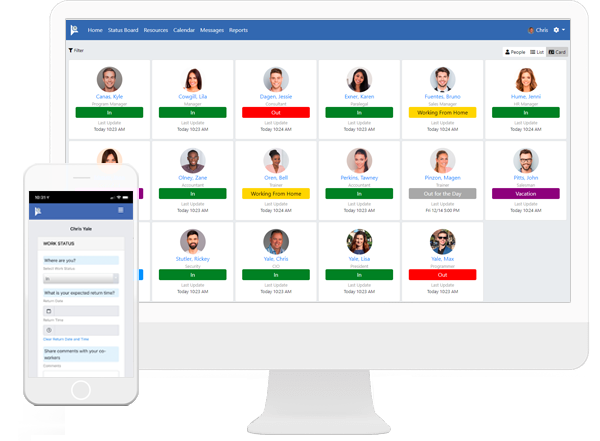 Home Status Board Resources Calendar Messages Reports Chris
Filter People List Card
Canas, Kyle
Program Manager
In
Last Update
Today 10:23 AM
Cowgill, Lila
Manager
In
Last Update
Today 10:23 AM
Dagen, Jessie
Consultant
Out
Last Update
Today 10:24 AM
Exner, Karen
Paralegal
In
Last Update
Today 10:24 AM
Fuentes, Bruno
Sales Manager
Working From Home
Last Update
Today 10:24 AM
Hume, Jenni
HR Manager
In
Last Update
Today 10:24 AM
Olney, Zane
Accountant
In
Last Update
Today 10:23 AM
Oren, Bell
Trainer
Working From Home
Last Update
Today 10:24 AM
Perkins, Tawney
Accountant
In
Last Update
Today 10:24 AM
Pinzon, Magen
Trainer
Out for the Day
Last Update
Fri 12/14 5:00 PM
Pitts, John
Salesman
Vacation
Last Update
Today 10:24 AM
Stutler, Rickey
Security
In
Last Update
Today 10:23 AM
Yale, Chris
CIO
In
Last Update
Today 10:23 AM
Yale, Lisa
President
In
Last Update
Today 10:23 AM
Yale, Max
Programmer
Out
Last Update
Today 10:23 AM
10:31
Chris Yale
WORK STATUS
Where are you?
Select Work Status
In
What is your expected return time?
Return Date
Return Time
Clear Return Date and Time
Share comments with your co-
workers
Comments